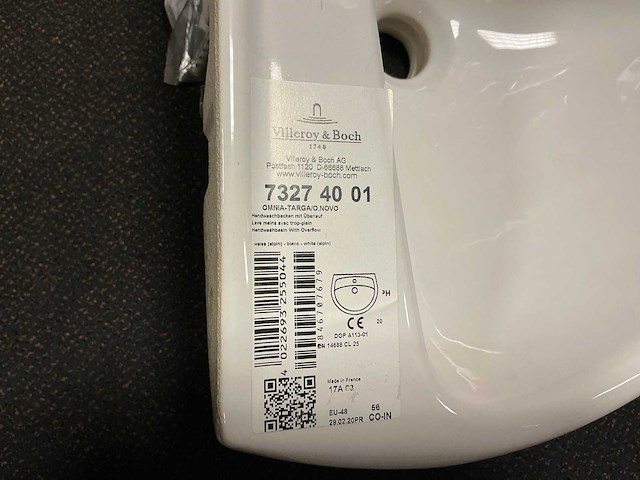 Villeroy & Boch
1748
Villeroy & Boch AG
Postfach 1120 D-66688 Mettlach
www.villeroy-boch.com
7327 40 01
OMNIA-TARGA/O.NOVO
Handwaschbecken mit Überlauf
Lave mains avec trop-plein
Handwashbasin With Overflow
weiss (alpin) - blanc - white (alpin)
4 022693 255044
CE
20
DOP A113-01
EN 14688 CL 25
Made in France
17A 03
EU-48
56
29.02.20PR
CO-IN